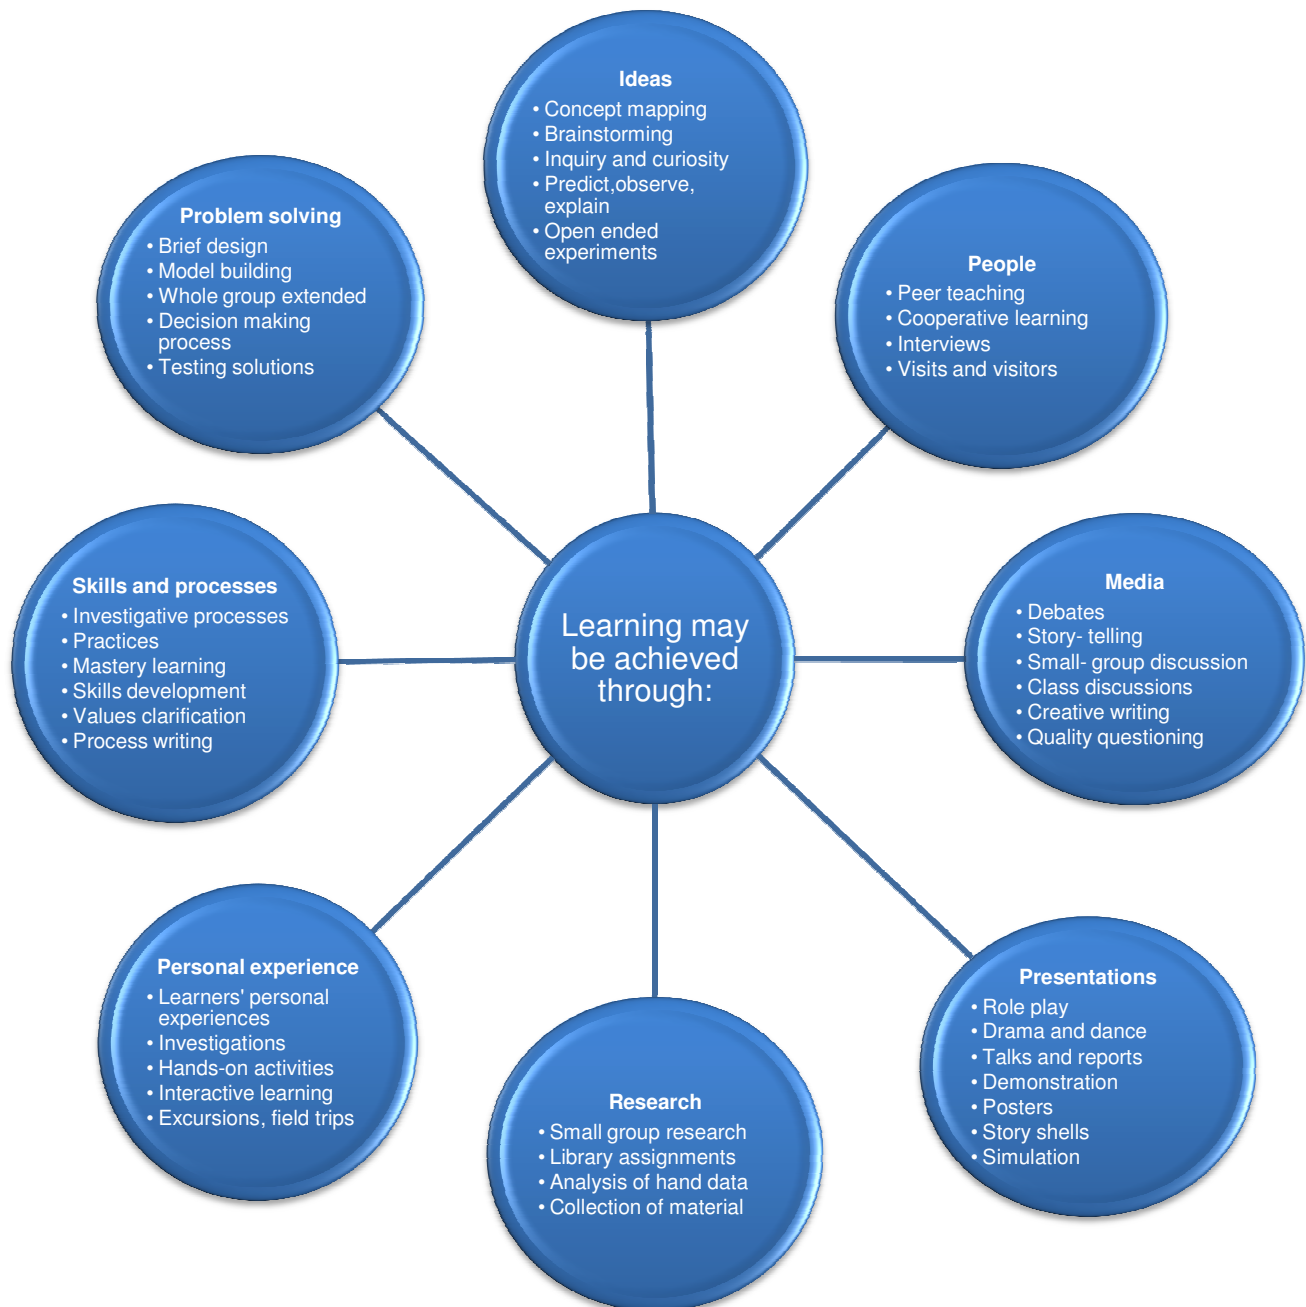 Ideas
• Concept mapping
• Brainstorming
• Inquiry and curiosity
• Predict,observe,
explain
• Open ended
experiments
People
• Peer teaching
• Cooperative learning
• Interviews
• Visits and visitors
Media
• Debates
• Story- telling
• Small- group discussion
• Class discussions
• Creative writing
• Quality questioning
Presentations
• Role play
• Drama and dance
• Talks and reports
• Demonstration
• Posters
• Story shells
• Simulation
Research
• Small group research
• Library assignments
• Analysis of hand data
• Collection of material
Personal experience
• Learners' personal
experiences
• Investigations
• Hands-on activities
• Interactive learning
• Excursions, field trips
Skills and processes
• Investigative processes
• Practices
• Mastery learning
• Skills development
• Values clarification
• Process writing
Problem solving
• Brief design
• Model building
• Whole group extended
• Decision making
process
• Testing solutions
Learning may
be achieved
through: